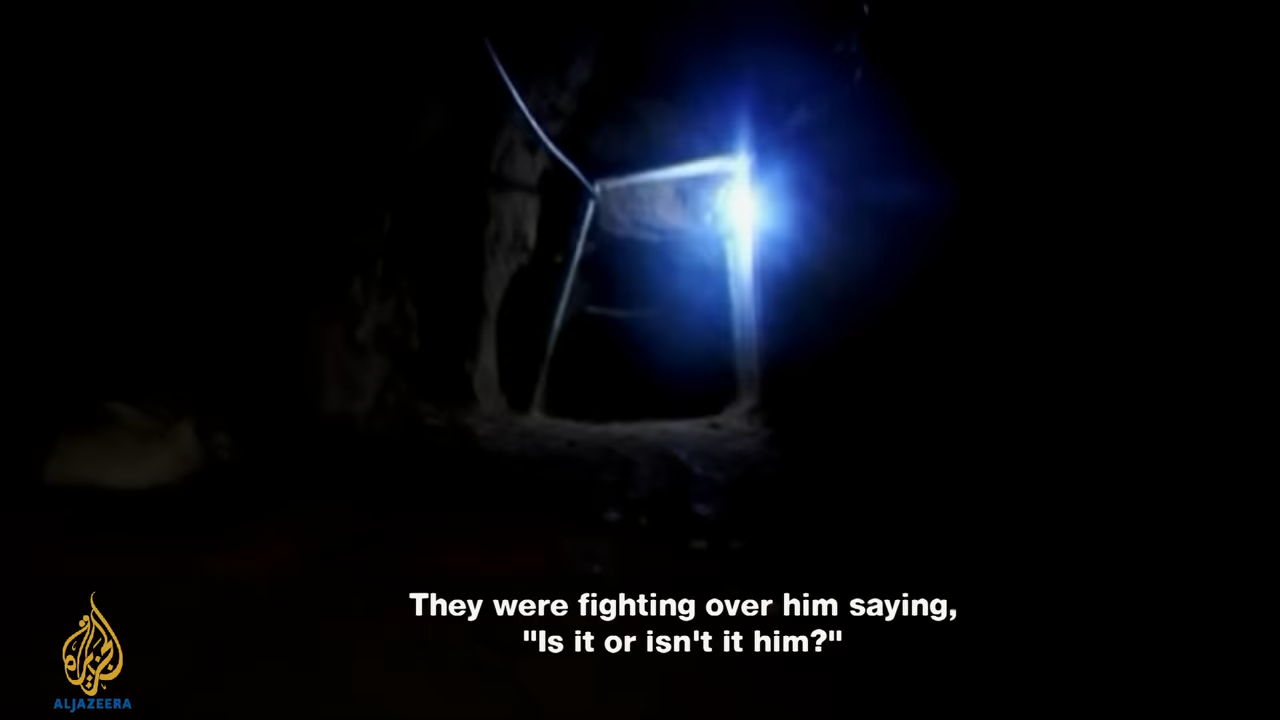 They were fighting over him saying,
"Is it or isn't it him?"
الجزيرة
ALJAZEERA